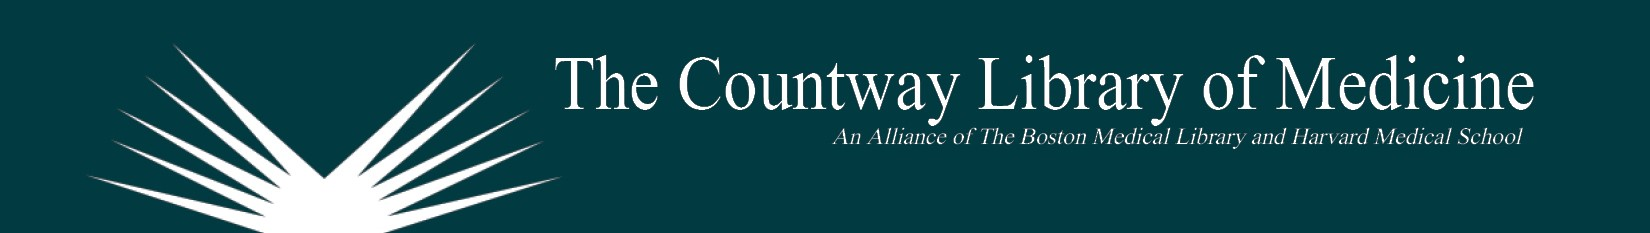 The Countway Library of Medicine
An Alliance of The Boston Medical Library and Harvard Medical School